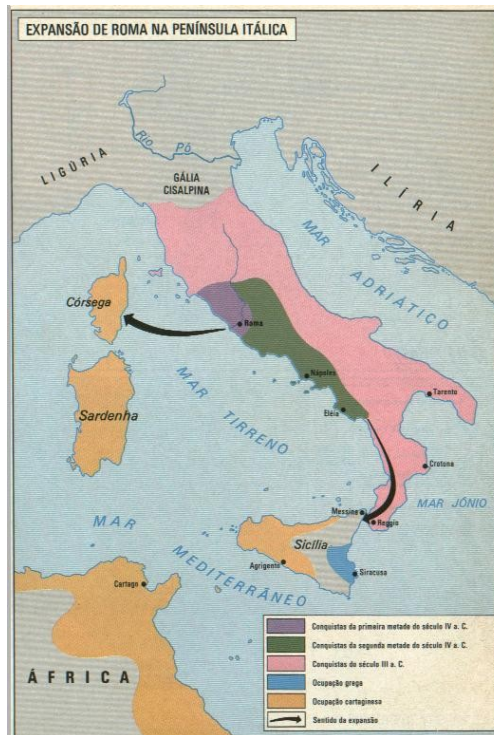 EXPANSÃO DE ROMA NA PENÍNSULA ITÁLICA
Rio Pó
LIGÚRIA
GÁLIA
CISALPINA
ILÍRIA
MAR
ADRIÁTICO
Córsega
Roma
Sardenha
MAR
TIRRENO
Nápoles
Eléia
Tarento
Crotona
MAR JÓNIO
Messina
Reggio
MAR
MEDITERRÂNEO
Sicília
Agrigento
Siracusa
Cartago
ÁFRICA
Conquistas da primeira metade do século IV a. C.
Conquistas da segunda metade do século IV a. C.
Conquistas do século III a. C.
Ocupação grega
Ocupação cartaginesa
Sentido da expansão